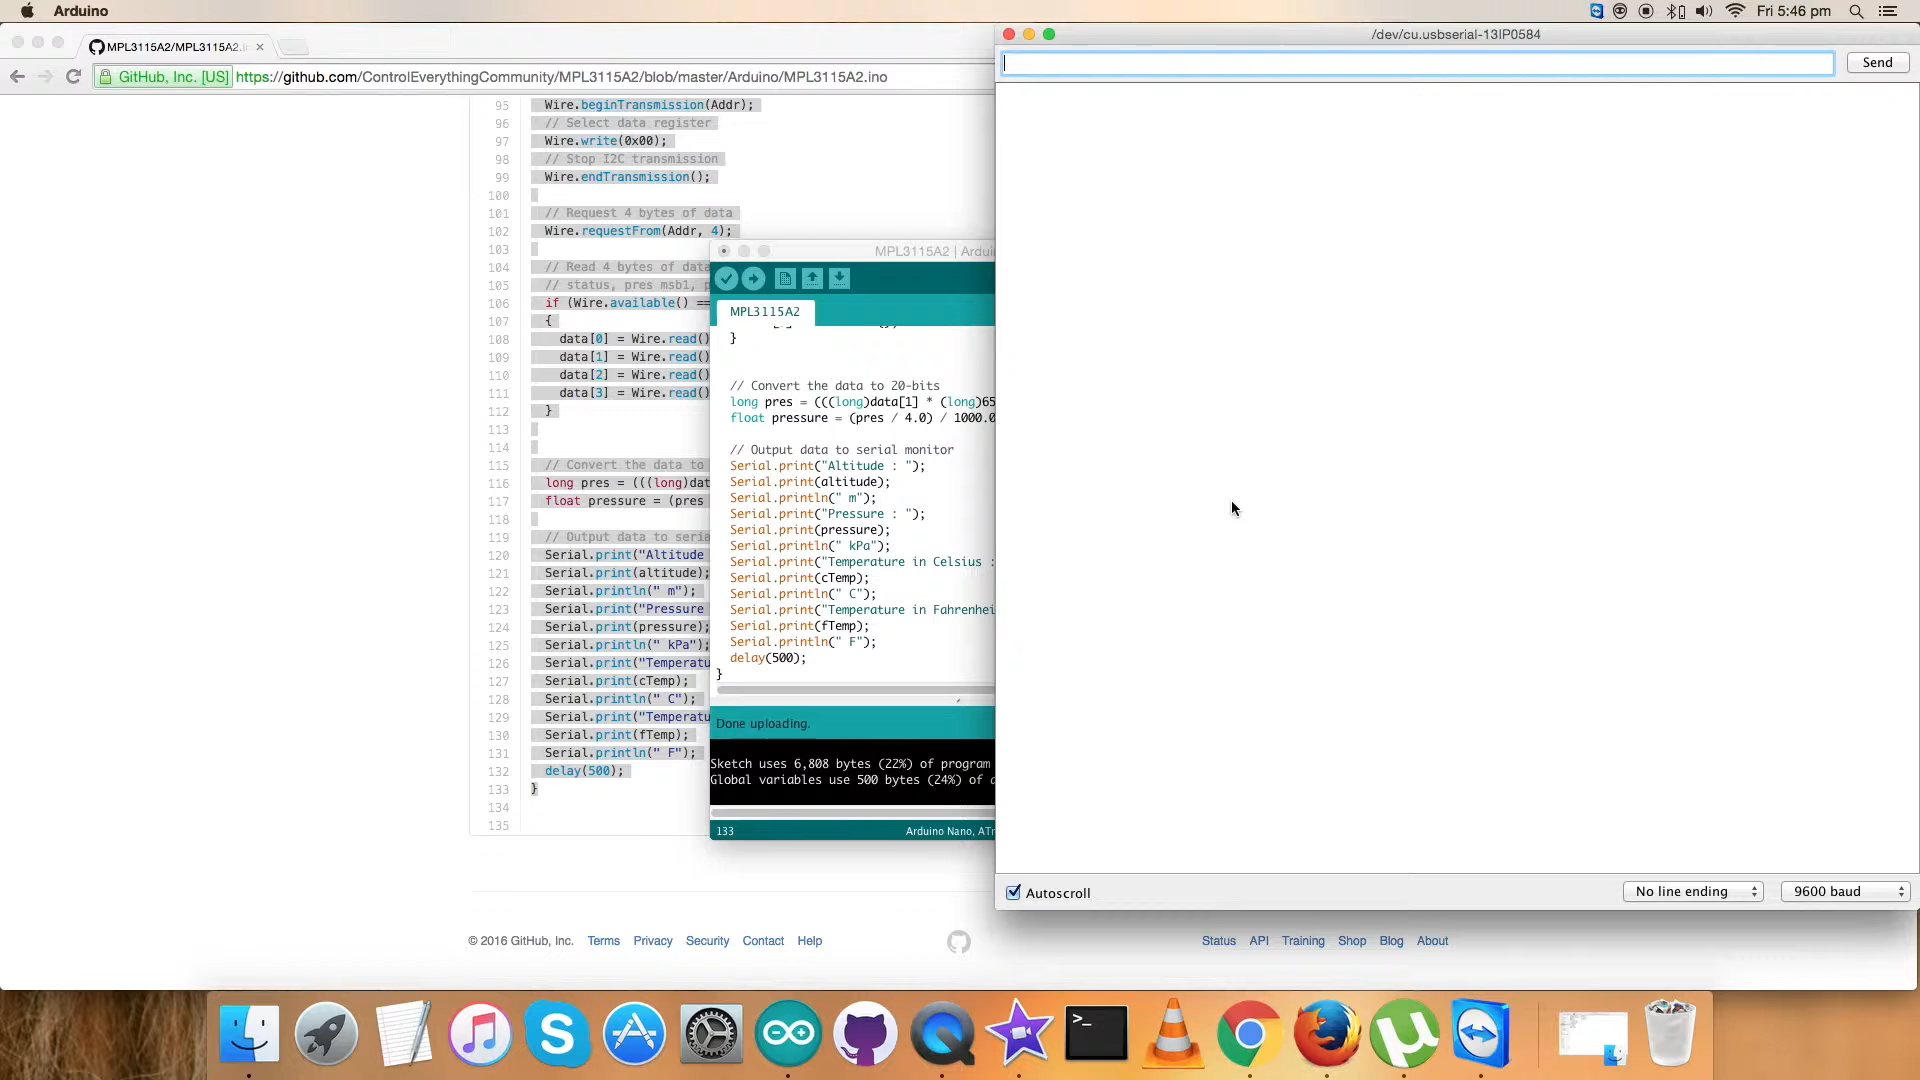 Arduino
Fri 5:46 pm
MPL3115A2/MPL3115A2.i
GitHub, Inc. [US] https://github.com/ControlEverythingCommunity/MPL3115A2/blob/master/Arduino/MPL3115A2.ino
95 Wire.beginTransmission(Addr);
96 // Select data register
97 Wire.write(0x00);
98 // Stop I2C transmission
99 Wire.endTransmission();
100
101 // Request 4 bytes of data
102 Wire.requestFrom(Addr, 4);
103
104 // Read 4 bytes of data
105 // status, pres msb1, p
106 if (Wire.available() ==
107 {
108 data[0] = Wire.read()
109 data[1] = Wire.read()
110 data[2] = Wire.read()
111 data[3] = Wire.read()
112 }
113
114
115 // Convert the data to
116 long pres = (((long)dat
117 float pressure = (pres
118
119 // Output data to seria
120 Serial.print("Altitude
121 Serial.print(altitude);
122 Serial.println(" m");
123 Serial.print("Pressure
124 Serial.print(pressure);
125 Serial.println(" kPa");
126 Serial.print("Temperatu
127 Serial.print(cTemp);
128 Serial.println(" C");
129 Serial.print("Temperatu
130 Serial.print(fTemp);
131 Serial.println(" F");
132 delay(500);
133 }
134
135
MPL3115A2 | Ardui
MPL3115A2
}
// Convert the data to 20-bits
long pres = (((long)data[1] * (long)65
float pressure = (pres / 4.0) / 1000.0
// Output data to serial monitor
Serial.print("Altitude : ");
Serial.print(altitude);
Serial.println(" m");
Serial.print("Pressure : ");
Serial.print(pressure);
Serial.println(" kPa");
Serial.print("Temperature in Celsius :
Serial.print(cTemp);
Serial.println(" C");
Serial.print("Temperature in Fahrenhei
Serial.print(fTemp);
Serial.println(" F");
delay(500);
}
Done uploading.
Sketch uses 6,808 bytes (22%) of program
Global variables use 500 bytes (24%) of
133
Arduino Nano, AT
/dev/cu.usbserial-13IP0584
Send
Autoscroll
No line ending
9600 baud
© 2016 GitHub, Inc. Terms Privacy Security Contact Help
Status API Training Shop Blog About